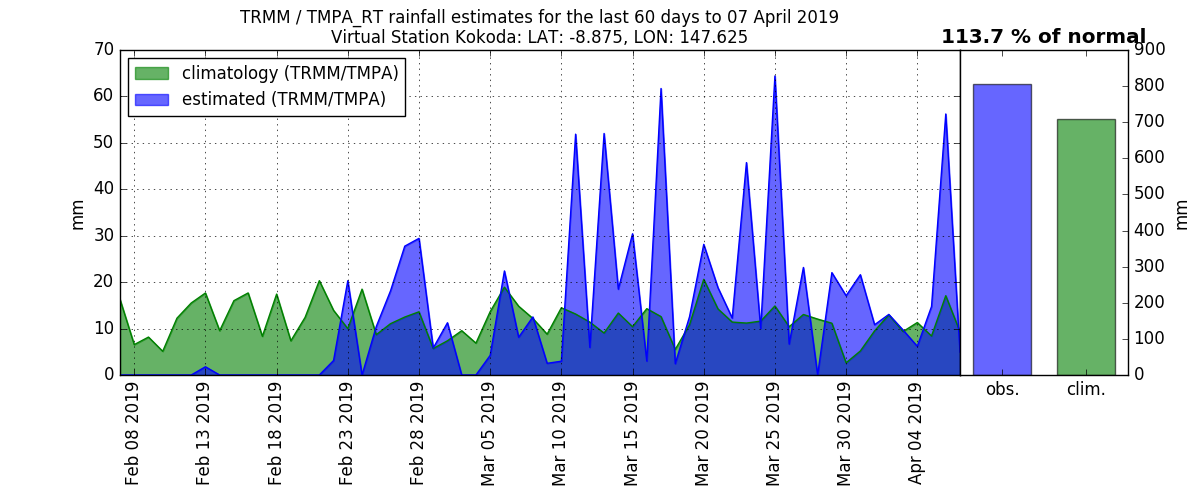 TRMM / TMPA_RT rainfall estimates for the last 60 days to 07 April 2019
Virtual Station Kokoda: LAT: -8.875, LON: 147.625
113.7 % of normal
climatology (TRMM/TMPA)
estimated (TRMM/TMPA)
mm
70
60
50
40
30
20
10
0
Feb 08 2019
Feb 13 2019
Feb 18 2019
Feb 23 2019
Feb 28 2019
Mar 05 2019
Mar 10 2019
Mar 15 2019
Mar 20 2019
Mar 25 2019
Mar 30 2019
Apr 04 2019
900
800
700
600
500
400
300
200
100
0
mm
obs.
clim.